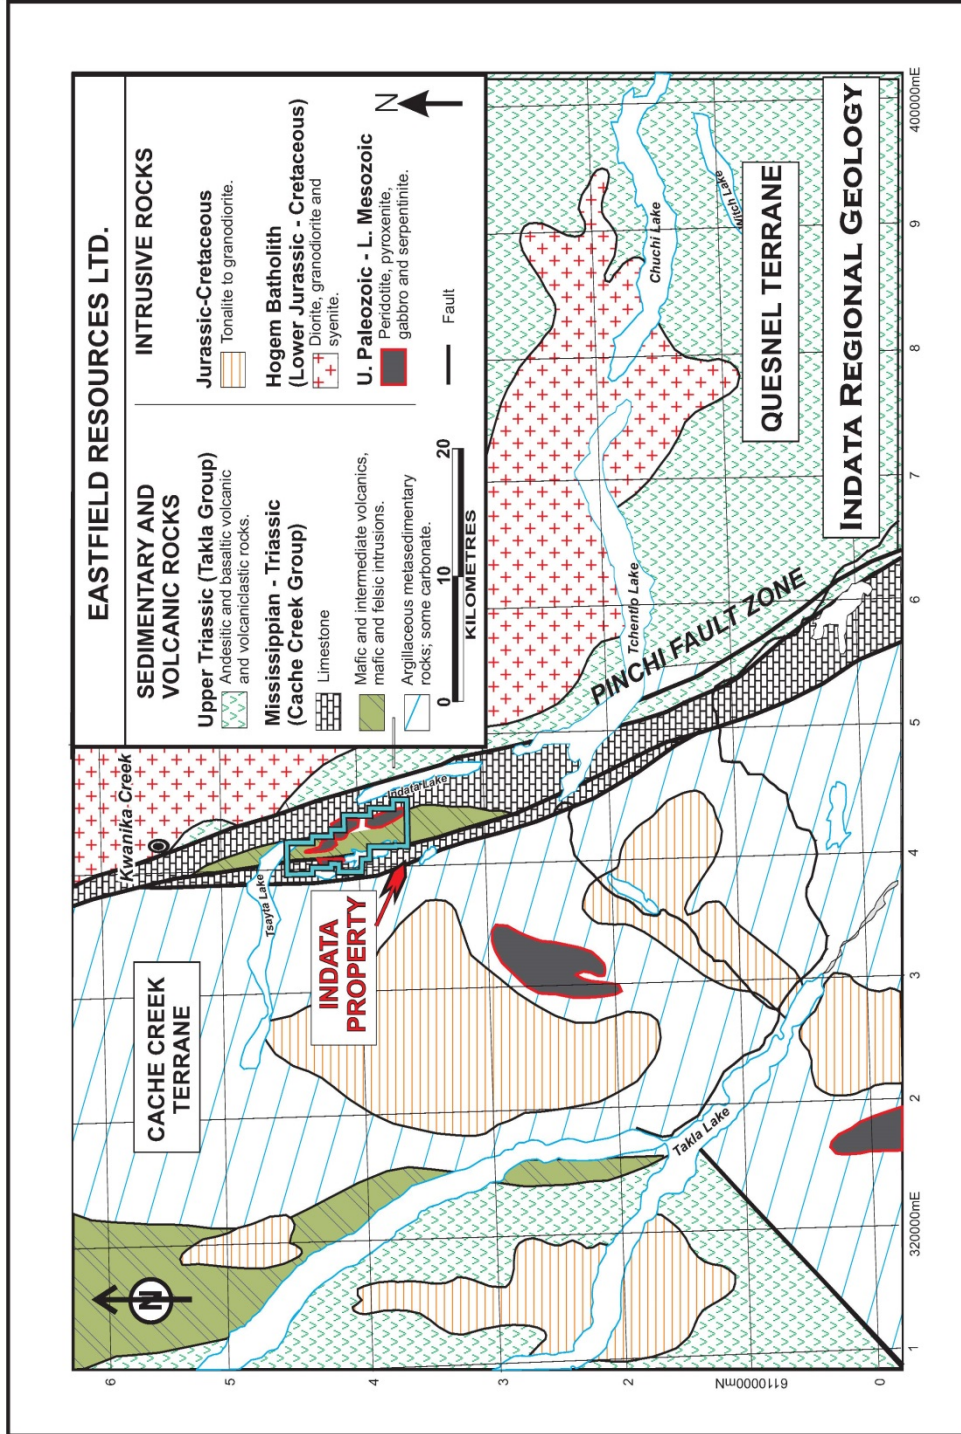 EASTFIELD RESOURCES LTD.
SEDIMENTARY AND
VOLCANIC ROCKS
Upper Triassic (Takla Group)
Andesitic and basaltic volcanic
and volcaniclastic rocks.
Mississippian - Triassic
(Cache Creek Group)
Limestone
Mafic and intermediate volcanics,
mafic and felsic intrusions.
Argillaceous metasedimentary
rocks; some carbonate.
0 10 20
KILOMETRES
INTRUSIVE ROCKS
Jurassic-Cretaceous
Tonalite to granodiorite.
Hogem Batholith
(Lower Jurassic - Cretaceous)
Diorite, granodiorite and
syenite.
U. Paleozoic - L. Mesozoic
Peridotite, pyroxenite,
gabbro and serpentinite.
Fault
N
N
CACHE CREEK
TERRANE
Kwanika Creek
Tsayta Lake
Indata Lake
INDATA
PROPERTY
Takla Lake
Tchentlo Lake
PINCHI FAULT ZONE
Chuchi Lake
Witch Lake
QUESNEL TERRANE
INDATA REGIONAL GEOLOGY
6
5
4
3
2
6110000mN
0
1
320000mE
2
3
4
5
6
7
8
9
400000mE